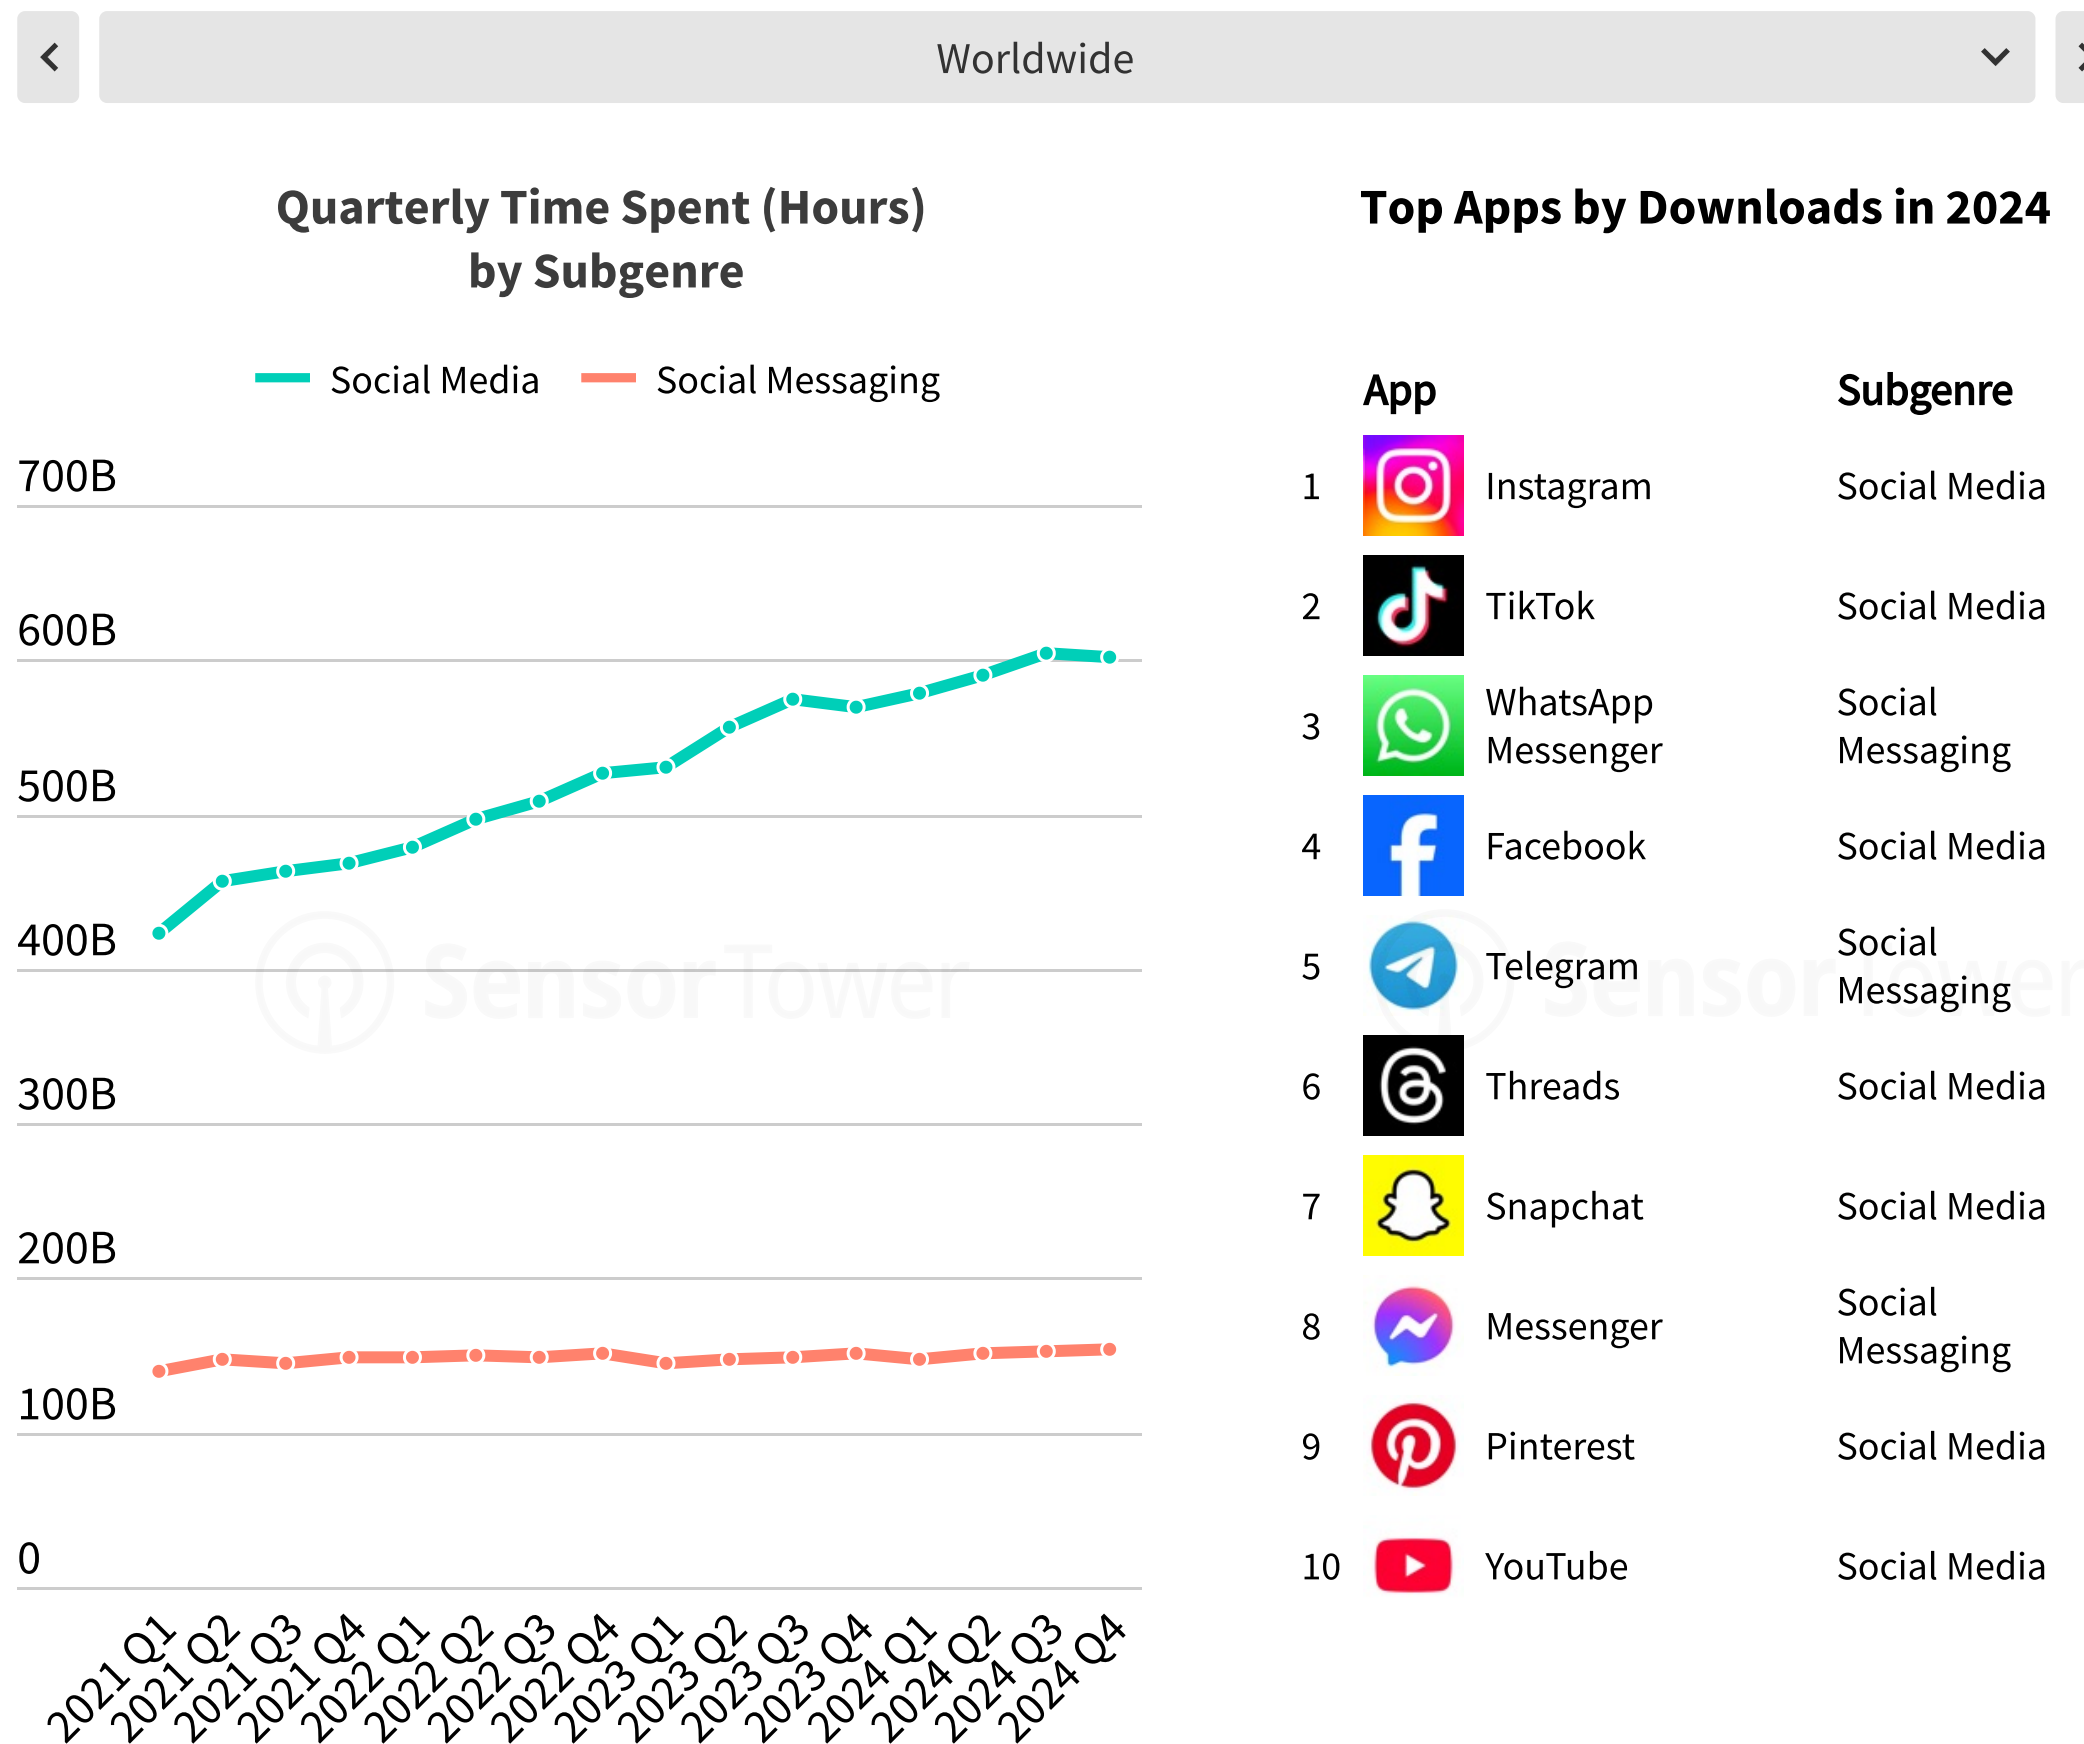 Worldwide
Quarterly Time Spent (Hours)
by Subgenre
Social Media
Social Messaging
700B
600B
500B
400B
300B
200B
100B
0
2021 Q1
2021 Q2
2021 Q3
2021 Q4
2022 Q1
2022 Q2
2022 Q3
2022 Q4
2023 Q1
2023 Q2
2023 Q3
2023 Q4
2024 Q1
2024 Q2
2024 Q3
2024 Q4
SensorTower
Top Apps by Downloads in 2024
App Subgenre
1 Instagram Social Media
2 TikTok Social Media
3 WhatsApp Messenger Social Messaging
4 Facebook Social Media
5 Telegram Social Messaging
6 Threads Social Media
7 Snapchat Social Media
8 Messenger Social Messaging
9 Pinterest Social Media
10 YouTube Social Media
SensorTower